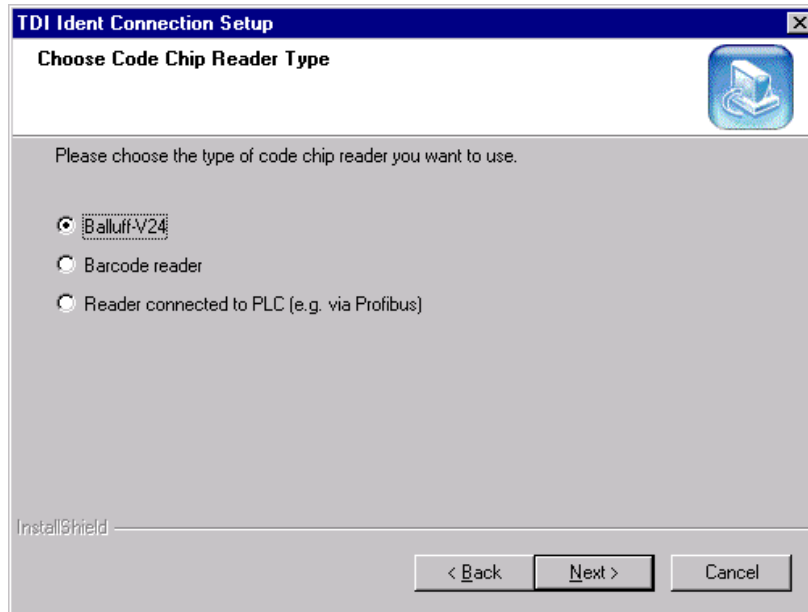 TDI Ident Connection Setup
Choose Code Chip Reader Type
Please choose the type of code chip reader you want to use.
Balluff-V24
Barcode reader
Reader connected to PLC (e.g. via Profibus)
InstallShield
< Back Next > Cancel